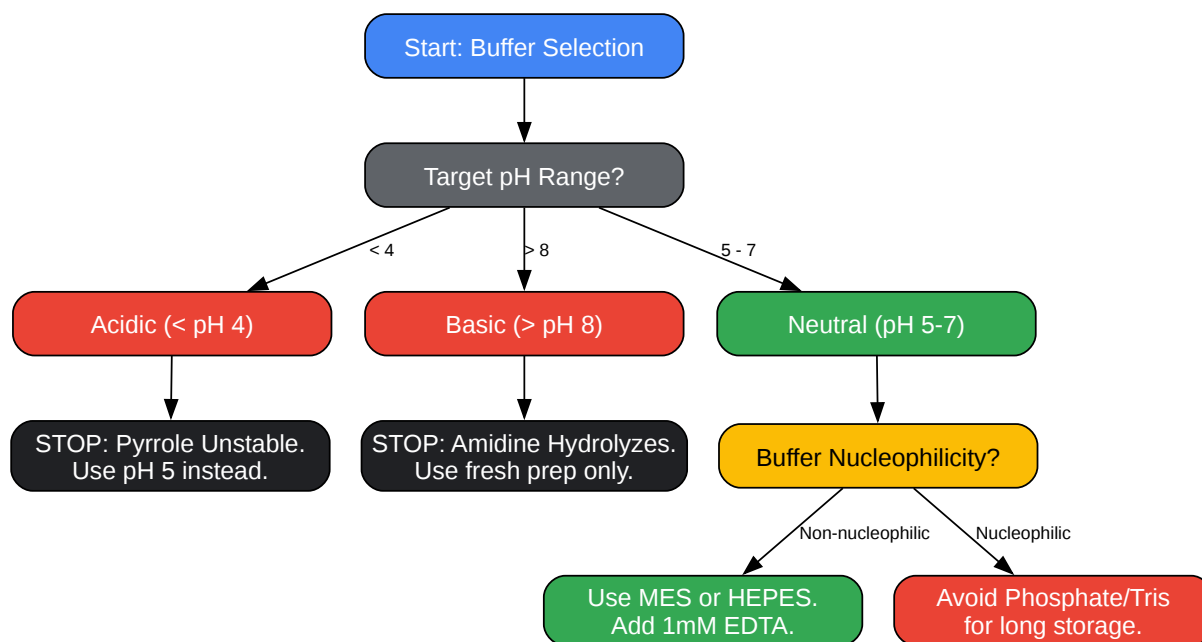 Start: Buffer Selection
Target pH Range?
< 4
> 8
5 - 7
Acidic (< pH 4)
Basic (> pH 8)
Neutral (pH 5-7)
STOP: Pyrrole Unstable.
Use pH 5 instead.
STOP: Amidine Hydrolyzes.
Use fresh prep only.
Buffer Nucleophilicity?
Non-nucleophilic
Nucleophilic
Use MES or HEPES.
Add 1mM EDTA.
Avoid Phosphate/Tris
for long storage.